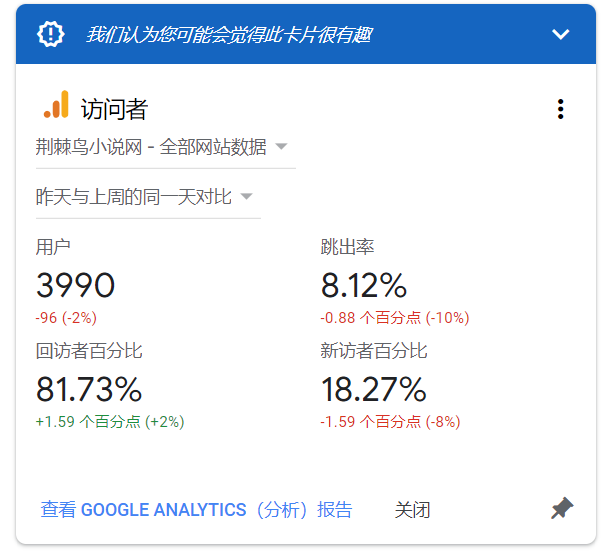 我们认为您可能会觉得此卡片很有趣
访问者
荆棘鸟小说网 - 全部网站数据
昨天与上周的同一天对比
用户
3990
-96 (-2%)
跳出率
8.12%
-0.88 个百分点 (-10%)
回访者百分比
81.73%
+1.59 个百分点 (+2%)
新访者百分比
18.27%
-1.59 个百分点 (-8%)
查看 GOOGLE ANALYTICS（分析）报告
关闭